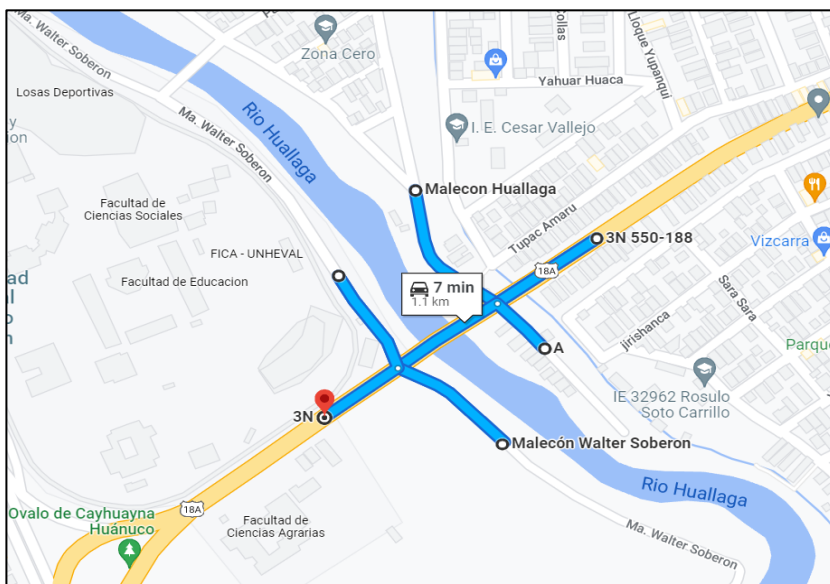 Ma. Walter Soberon
Zona Cero
Collas
Lloque Yupanqui
Yahuar Huaca
Losas Deportivas
Ma. Walter Soberon
Rio Huallaga
I. E. Cesar Vallejo
Malecon Huallaga
Facultad de
Ciencias Sociales
Tupac Amaru
3N 550-188
Vizcarra
FICA - UNHEVAL
18A
Facultad de Educacion
7 min
1.1 km
Sara Sara
jirishanca
Parque
A
IE 32962 Rosulo
Soto Carrillo
3N
Malecón Walter Soberon
Rio Huallaga
18A
Ovalo de Cayhuayna
Huánuco
Facultad de
Ciencias Agrarias
Ma. Walter Soberon